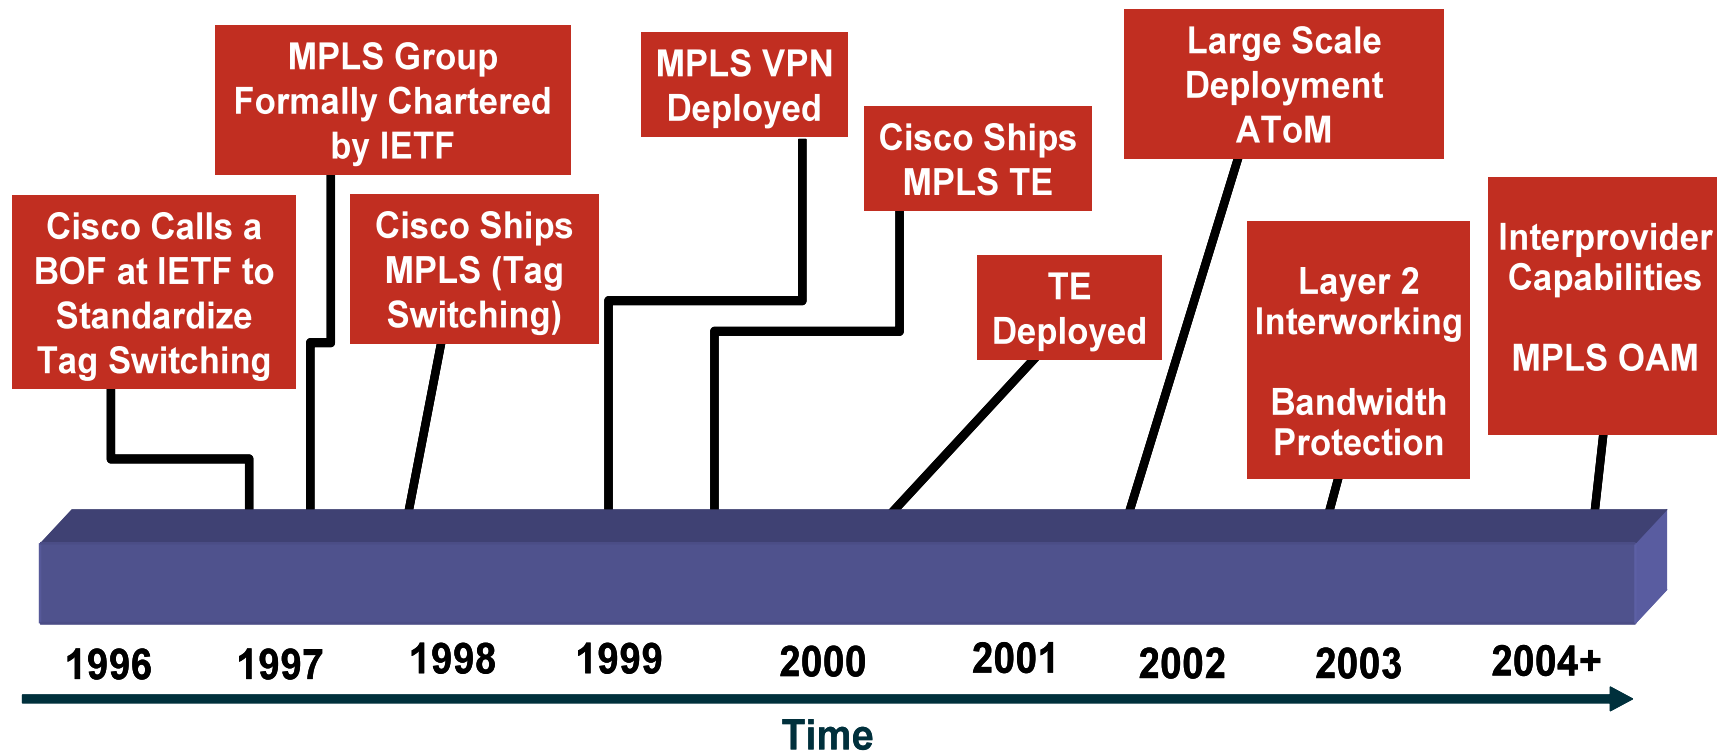 MPLS Group
Formally Chartered
by IETF
MPLS VPN
Deployed
Large Scale
Deployment
AToM
Cisco Ships
MPLS TE
Cisco Calls a
BOF at IETF to
Standardize
Tag Switching
Cisco Ships
MPLS (Tag
Switching)
TE
Deployed
Layer 2
Interworking
Bandwidth
Protection
Interprovider
Capabilities
MPLS OAM
1996
1997
1998
1999
2000
2001
2002
2003
2004+
Time